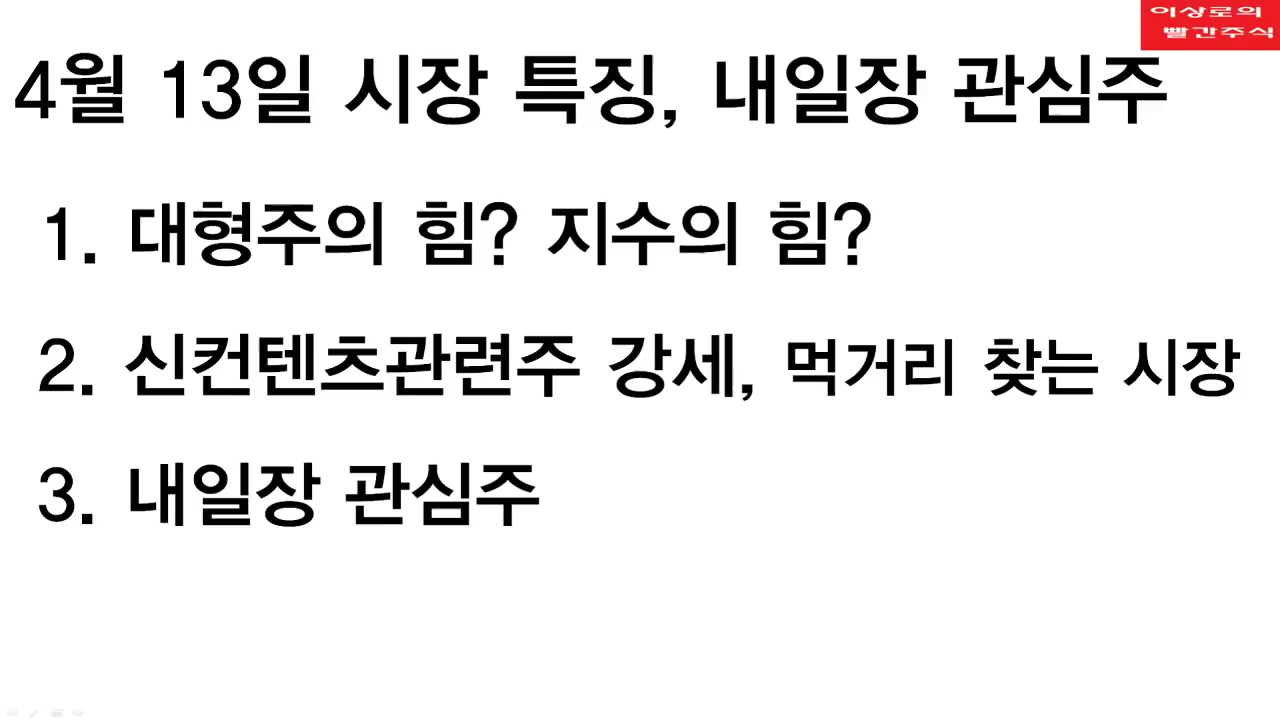 이상로의
빨간주식
4월 13일 시장 특징, 내일장 관심주
1. 대형주의 힘? 지수의 힘?
2. 신컨텐츠관련주 강세, 먹거리 찾는 시장
3. 내일장 관심주